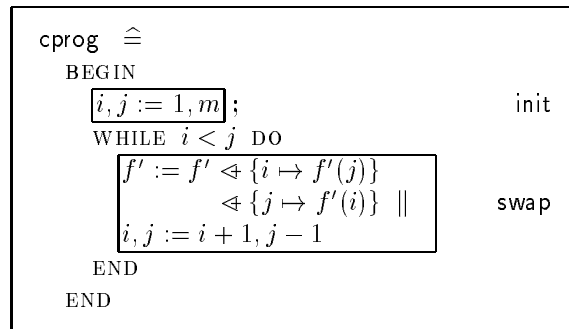 cprog ≙
BEGIN
i, j := 1, m ; init
WHILE i < j DO
f′ := f′ ⩤ {i ↦ f′(j)}
⩤ {j ↦ f′(i)} ∥ swap
i, j := i + 1, j − 1
END
END